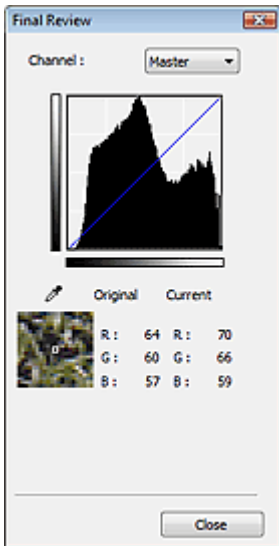 Final Review
Channel : Master
Original Current
R : 64 R : 70
G : 60 G : 66
B : 57 B : 59
Close